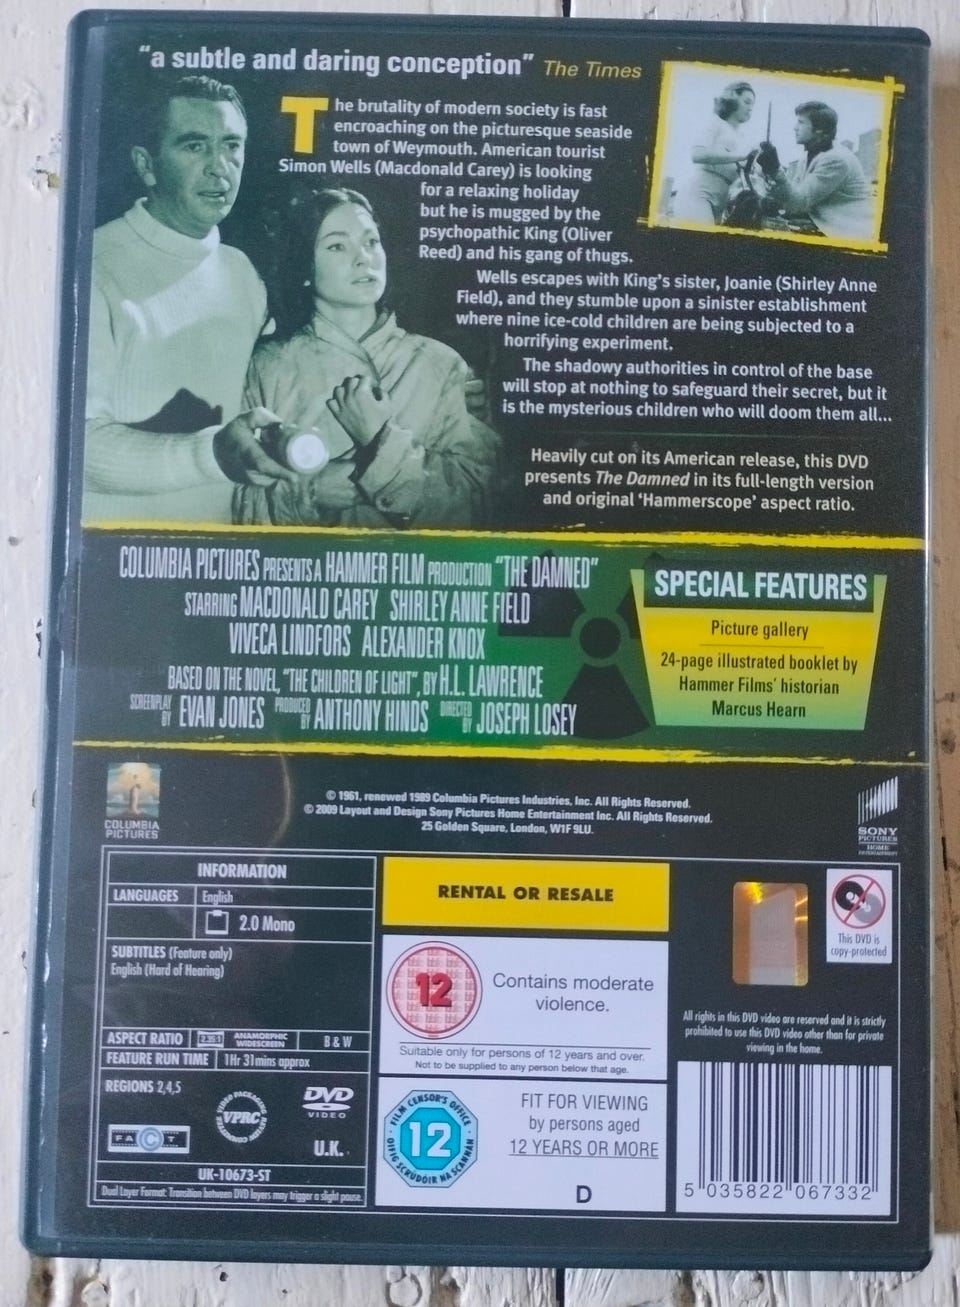 “a subtle and daring conception” The Times
The brutality of modern society is fast
encroaching on the picturesque seaside
town of Weymouth. American tourist
Simon Wells (Macdonald Carey) is looking
for a relaxing holiday
but he is mugged by the
psychopathic King (Oliver
Reed) and his gang of thugs.
Wells escapes with King’s sister, Joanie (Shirley Anne
Field), and they stumble upon a sinister establishment
where nine ice-cold children are being subjected to a
horrifying experiment.
The shadowy authorities in control of the base
will stop at nothing to safeguard their secret, but it
is the mysterious children who will doom them all...
Heavily cut on its American release, this DVD
presents The Damned in its full-length version
and original ‘Hammerscope’ aspect ratio.
COLUMBIA PICTURES PRESENTS A HAMMER FILM PRODUCTION “THE DAMNED”
STARRING MACDONALD CAREY SHIRLEY ANNE FIELD
VIVECA LINDFORS ALEXANDER KNOX
BASED ON THE NOVEL, “THE CHILDREN OF LIGHT”, BY H.L. LAWRENCE
SCREENPLAY BY EVAN JONES PRODUCED BY ANTHONY HINDS DIRECTED BY JOSEPH LOSEY
SPECIAL FEATURES
Picture gallery
24-page illustrated booklet by
Hammer Films’ historian
Marcus Hearn
COLUMBIA
PICTURES
© 1961, renewed 1989 Columbia Pictures Industries, Inc. All Rights Reserved.
© 2009 Layout and Design Sony Pictures Home Entertainment Inc. All Rights Reserved.
25 Golden Square, London, W1F 9LU.
SONY
PICTURES
HOME
ENTERTAINMENT
INFORMATION
LANGUAGES English
2.0 Mono
SUBTITLES (Feature only)
English (Hard of Hearing)
ASPECT RATIO 2.35:1 ANAMORPHIC WIDESCREEN B & W
FEATURE RUN TIME 1Hr 31mins approx
REGIONS 2,4,5
VIDEO PACKAGING REVIEW COMMITTEE
VPRC
DVD
VIDEO
FACT
U.K.
UK-10673-ST
Dual Layer Format: Transition between DVD layers may trigger a slight pause.
RENTAL OR RESALE
12
Contains moderate
violence.
Suitable only for persons of 12 years and over.
Not to be supplied to any person below that age.
FILM CENSOR'S OFFICE
12
OIFIG SCRÚDÓIR NA SCANNÁN
FIT FOR VIEWING
by persons aged
12 YEARS OR MORE
D
This DVD is
copy-protected
All rights in this DVD video are reserved and it is strictly
prohibited to use this DVD video other than for private
viewing in the home.
5 035822 067332